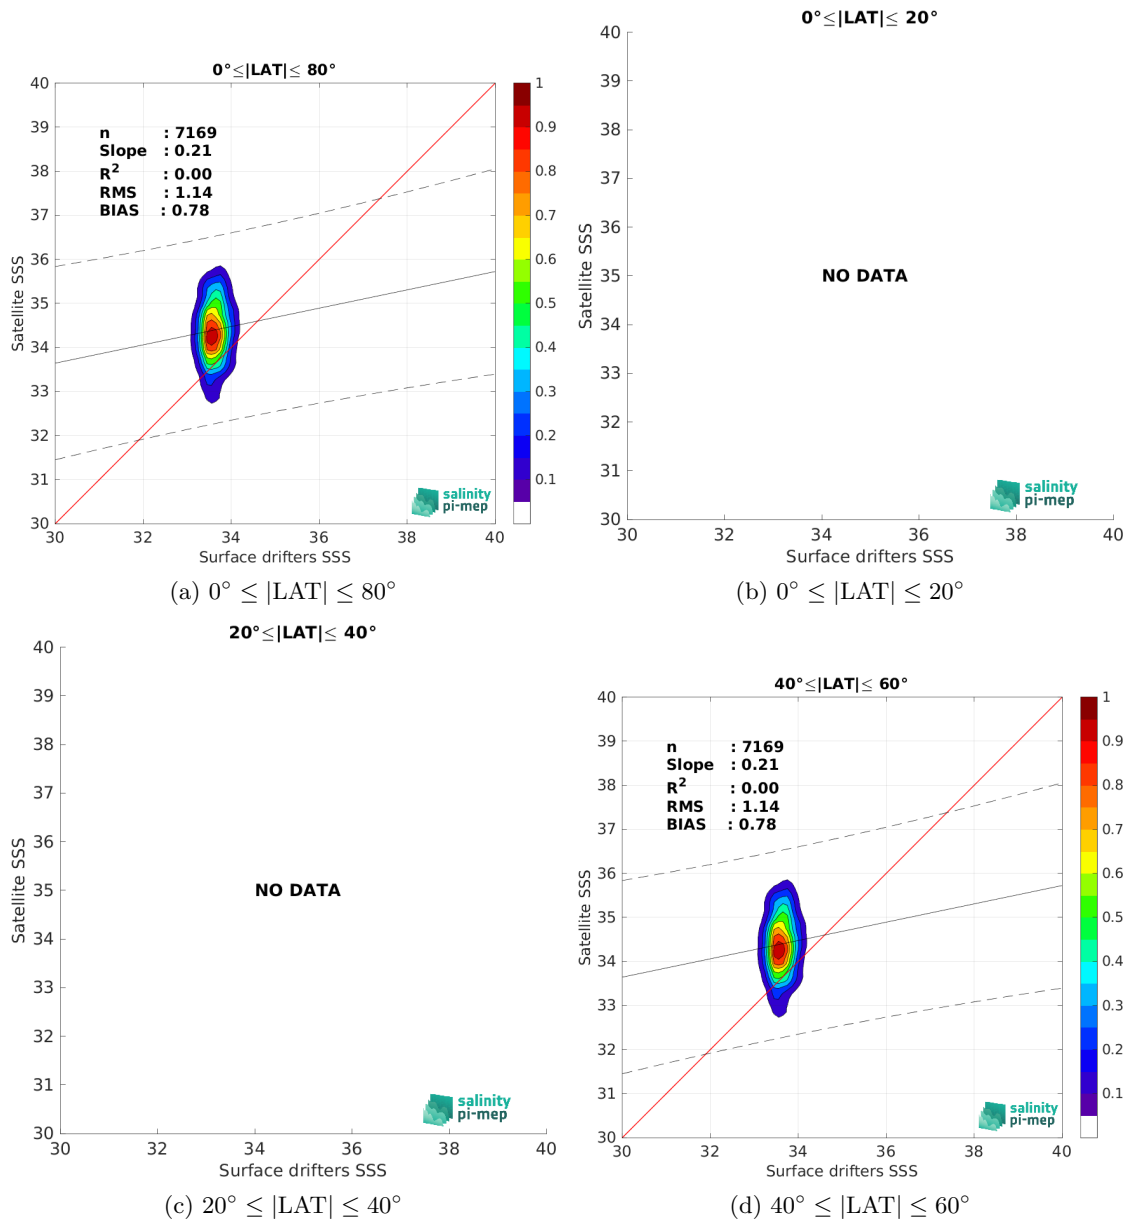 0°≤|LAT|≤ 80°
40
39
38
37
36
35
34
33
32
31
30
Satellite SSS
n : 7169
Slope : 0.21
R² : 0.00
RMS : 1.14
BIAS : 0.78
1
0.9
0.8
0.7
0.6
0.5
0.4
0.3
0.2
0.1
salinity
pi-mep
30 32 34 36 38 40
Surface drifters SSS
(a) 0° ≤ |LAT| ≤ 80°
0°≤|LAT|≤ 20°
40
39
38
37
36
35
34
33
32
31
30
Satellite SSS
NO DATA
salinity
pi-mep
30 32 34 36 38 40
Surface drifters SSS
(b) 0° ≤ |LAT| ≤ 20°
20°≤|LAT|≤ 40°
40
39
38
37
36
35
34
33
32
31
30
Satellite SSS
NO DATA
salinity
pi-mep
30 32 34 36 38 40
Surface drifters SSS
(c) 20° ≤ |LAT| ≤ 40°
40°≤|LAT|≤ 60°
40
39
38
37
36
35
34
33
32
31
30
Satellite SSS
n : 7169
Slope : 0.21
R² : 0.00
RMS : 1.14
BIAS : 0.78
1
0.9
0.8
0.7
0.6
0.5
0.4
0.3
0.2
0.1
salinity
pi-mep
30 32 34 36 38 40
Surface drifters SSS
(d) 40° ≤ |LAT| ≤ 60°